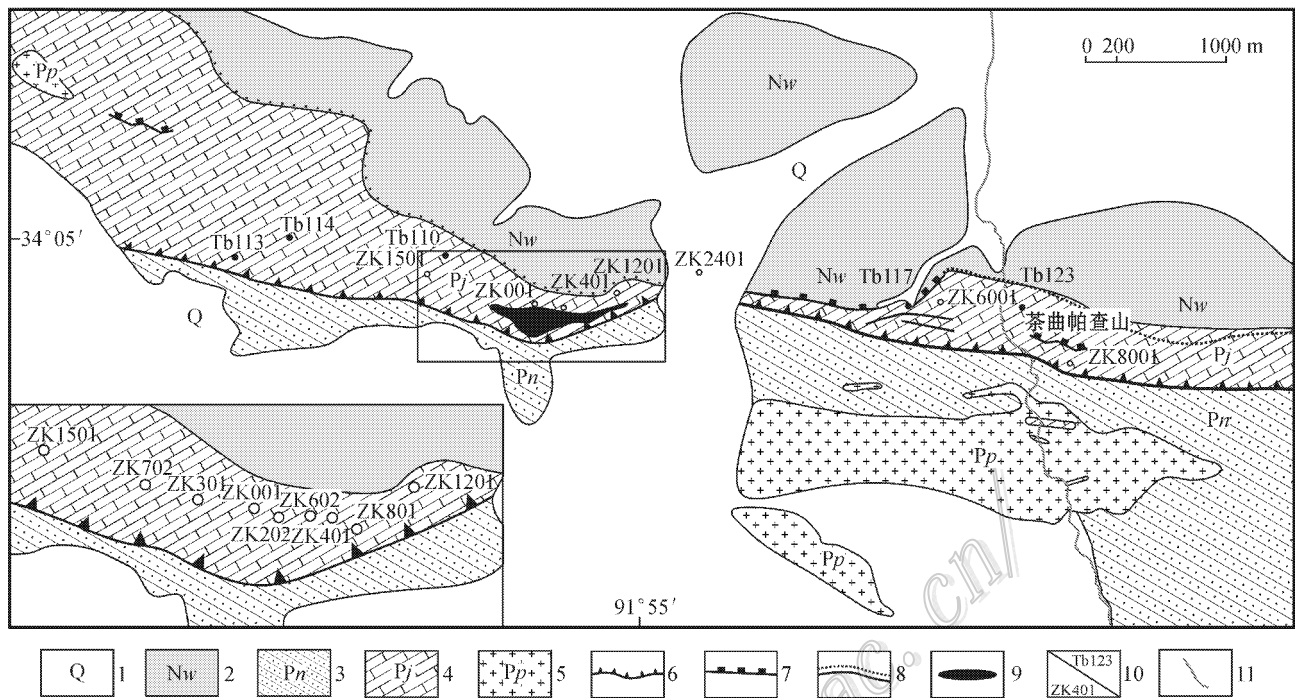 0 200 1000 m
Nw
Pp
Q
34°05′
Tb114
Tb113
Tb110
ZK1501
Pj
Nw
ZK1201
ZK401
ZK001
ZK2401
Q
Pn
Nw
Tb117
Tb123
ZK6001
茶曲帕查山
Nw
ZK8001
Pj
Pn
Pp
Pp
91°55′
ZK1501
ZK702
ZK301
ZK001
ZK602
ZK1201
ZK801
ZK202
ZK401
ac. cn/
Q 1
Nw 2
Pn 3
Pj 4
Pp 5
6
7
8
9
Tb123
ZK401
10
11